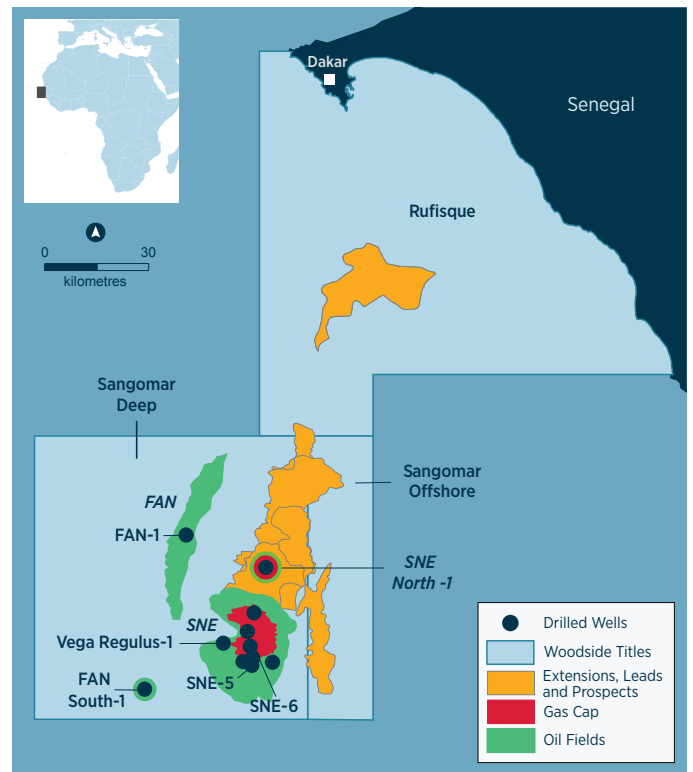 Dakar
Senegal
Rufisque
0 30
kilometres
Sangomar
Deep
Sangomar
Offshore
FAN
FAN-1
SNE
North -1
SNE
Vega Regulus-1
FAN
South-1
SNE-5
SNE-6
Drilled Wells
Woodside Titles
Extensions, Leads
and Prospects
Gas Cap
Oil Fields